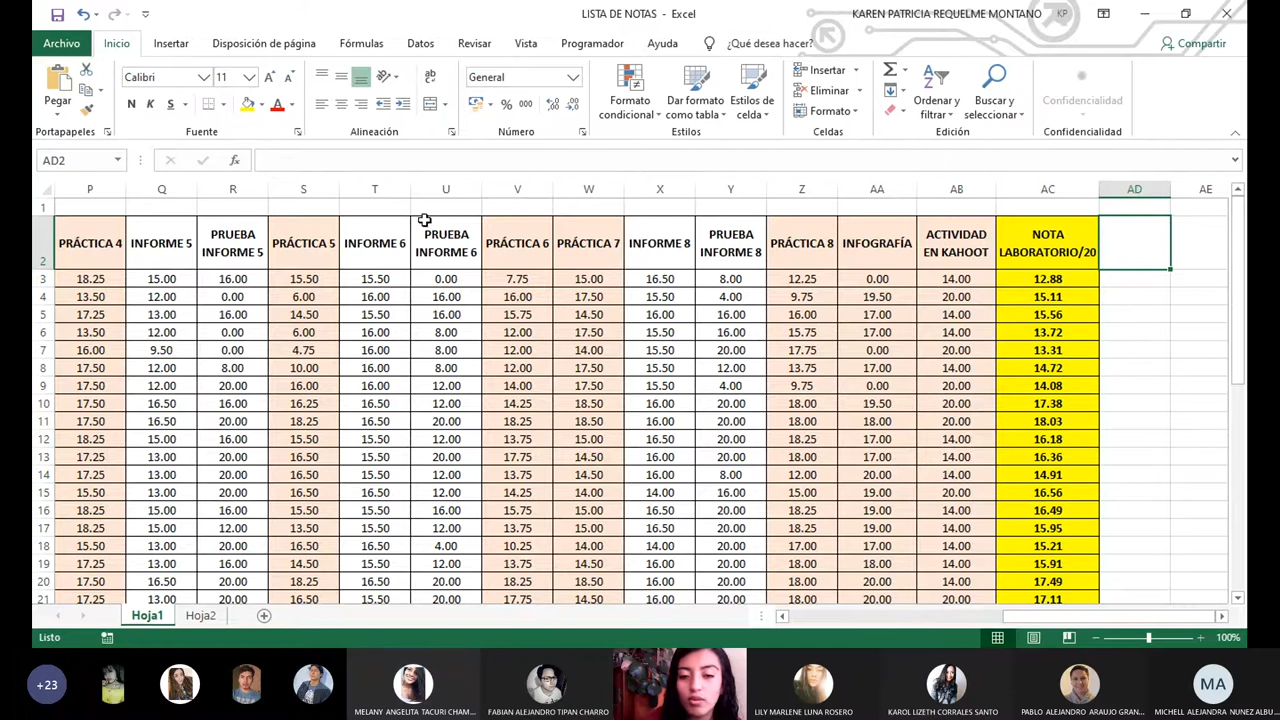 LISTA DE NOTAS - Excel
KAREN PATRICIA REQUELME MONTANO
KP
Archivo Inicio Insertar Disposición de página Fórmulas Datos Revisar Vista Programador Ayuda ¿Qué desea hacer? Compartir
Pegar
Calibri 11
N K S
General
% 000
Formato condicional
Dar formato como tabla
Estilos de celda
Insertar
Eliminar
Formato
Ordenar y filtrar
Buscar y seleccionar
Confidencialidad
Portapapeles Fuente Alineación Número Estilos Celdas Edición Confidencialidad
AD2
fx
P Q R S T U V W X Y Z AA AB AC AD AE
1
2 PRÁCTICA 4 INFORME 5 PRUEBA INFORME 5 PRÁCTICA 5 INFORME 6 PRUEBA INFORME 6 PRÁCTICA 6 PRÁCTICA 7 INFORME 8 PRUEBA INFORME 8 PRÁCTICA 8 INFOGRAFÍA ACTIVIDAD EN KAHOOT NOTA LABORATORIO/20
3 18.25 15.00 16.00 15.50 15.50 0.00 7.75 15.00 16.50 8.00 12.25 0.00 14.00 12.88
4 13.50 12.00 0.00 6.00 16.00 16.00 16.00 17.50 15.50 4.00 9.75 19.50 20.00 15.11
5 17.25 13.00 16.00 14.50 15.50 16.00 15.75 14.50 16.00 20.00 16.00 17.00 14.00 15.56
6 13.50 12.00 0.00 6.00 16.00 8.00 12.00 17.50 15.50 20.00 15.75 17.00 14.00 13.72
7 16.00 9.50 0.00 4.75 16.00 8.00 12.00 14.00 15.50 20.00 17.75 0.00 14.00 13.31
8 17.50 12.00 8.00 10.00 16.00 8.00 12.00 17.50 15.50 12.00 13.75 17.00 14.00 14.72
9 17.50 12.00 20.00 16.00 16.00 12.00 14.00 17.50 15.50 4.00 9.75 0.00 14.00 14.08
10 17.50 16.50 20.00 18.25 16.50 12.00 14.25 18.50 16.00 20.00 18.00 19.50 20.00 17.38
11 17.50 16.50 20.00 18.25 16.50 20.00 18.25 18.50 16.00 20.00 18.00 18.00 20.00 18.03
12 18.25 15.00 16.00 15.50 15.50 12.00 13.75 15.00 16.50 20.00 18.25 17.00 14.00 16.18
13 17.25 13.00 20.00 16.50 15.50 20.00 17.75 14.50 16.00 20.00 18.00 17.00 14.00 16.36
14 17.25 13.00 20.00 16.50 15.50 12.00 13.75 14.50 16.00 8.00 12.00 20.00 14.00 14.91
15 15.50 13.00 20.00 16.50 16.50 12.00 14.25 14.00 14.00 16.00 15.00 19.00 20.00 16.56
16 18.25 15.00 20.00 16.50 15.50 16.00 15.75 15.00 16.50 20.00 18.25 19.00 14.00 16.49
17 18.25 15.00 12.00 13.50 15.50 12.00 13.75 15.00 16.50 20.00 18.25 19.00 14.00 15.95
18 15.50 13.00 20.00 16.50 16.50 4.00 10.25 14.00 14.00 20.00 17.00 17.00 14.00 15.21
19 17.25 13.00 16.00 14.50 15.50 12.00 13.75 14.50 16.00 20.00 18.00 18.00 14.00 15.91
20 17.50 16.50 20.00 18.25 16.50 20.00 18.25 18.50 16.00 20.00 18.00 20.00 14.00 17.49
21 17.25 13.00 20.00 16.50 15.50 20.00 17.75 14.50 16.00 20.00 18.00 20.00 20.00 17.11
Hoja1 Hoja2
Listo
100%
+23
MELANY ANGELITA TACURI CHAM...
FABIAN ALEJANDRO TIPAN CHARRO
LILY MARLENE LUNA ROSERO
KAROL LIZETH CORRALES SANTO
PABLO ALEJANDRO ARAUJO GRAN...
MA
MICHELL ALEJANDRA NUNEZ ALBU...